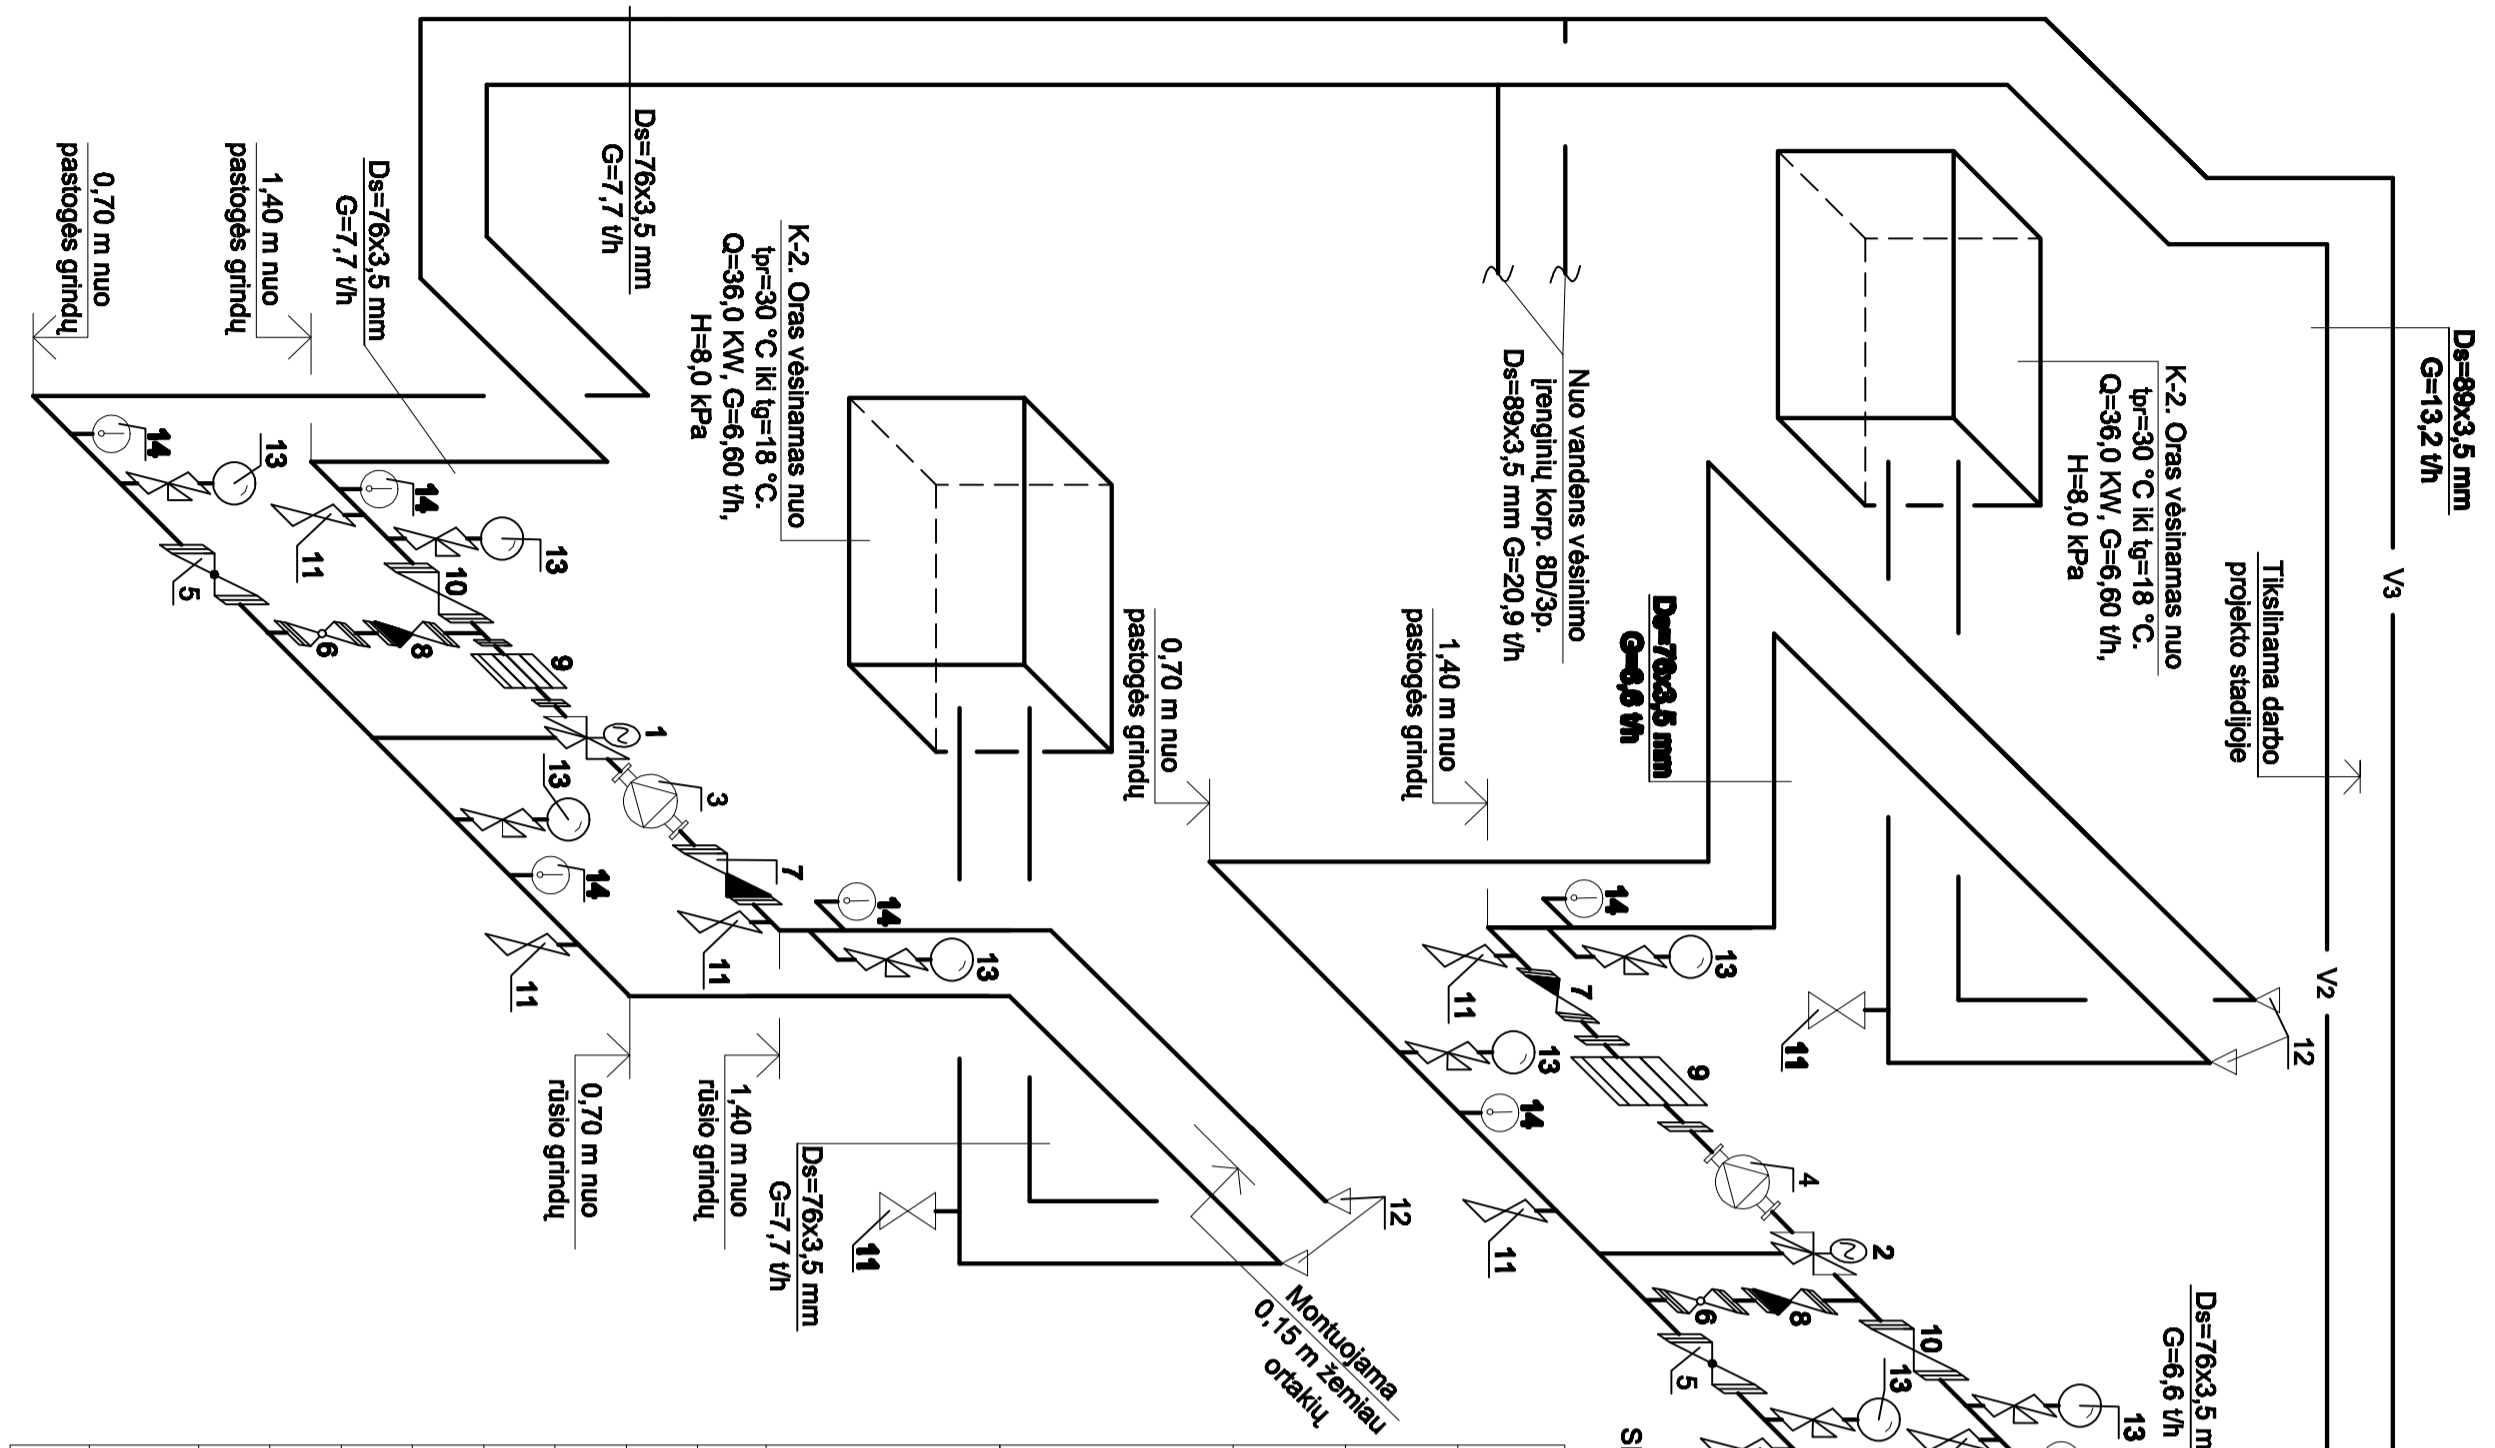 Ds=89x3,5 mm
G=13,2 t/h
V3
V2
K-2. Oras vėsinamas nuo
tpr=30 °C iki tg=18 °C.
Q=36,0 KW, G=6,60 t/h,
H=8,0 kPa
Tikslinama darbo
projekto stadijoje
12
Ds=76x3,5 m
G=6,6 t/h
Nuo vandens vėsinimo
įrenginių korp. 8D/3p.
Ds=89x3,5 mm G=20,9 t/h
Ds=76x3,5 mm
G=6,6 t/h
11
14
13
11
7
13
14
9
4
11
2
6
8
10
5
13
13
1,40 m nuo
pastogės grindų
0,70 m nuo
pastogės grindų
12
Montuojama
0,15 m žemiau
ortakių
K-2. Oras vėsinamas nuo
tpr=30 °C iki tg=18 °C.
Q=36,0 KW, G=6,60 t/h,
H=8,0 kPa
11
Ds=76x3,5 mm
G=7,7 t/h
1,40 m nuo
rūsio grindų
0,70 m nuo
rūsio grindų
Ds=76x3,5 mm
G=7,7 t/h
Ds=76x3,5 mm
G=7,7 t/h
1,40 m nuo
pastogės grindų
0,70 m nuo
pastogės grindų
14
13
14
13
11
10
5
6
8
9
1
13
3
14
7
14
13
11
11